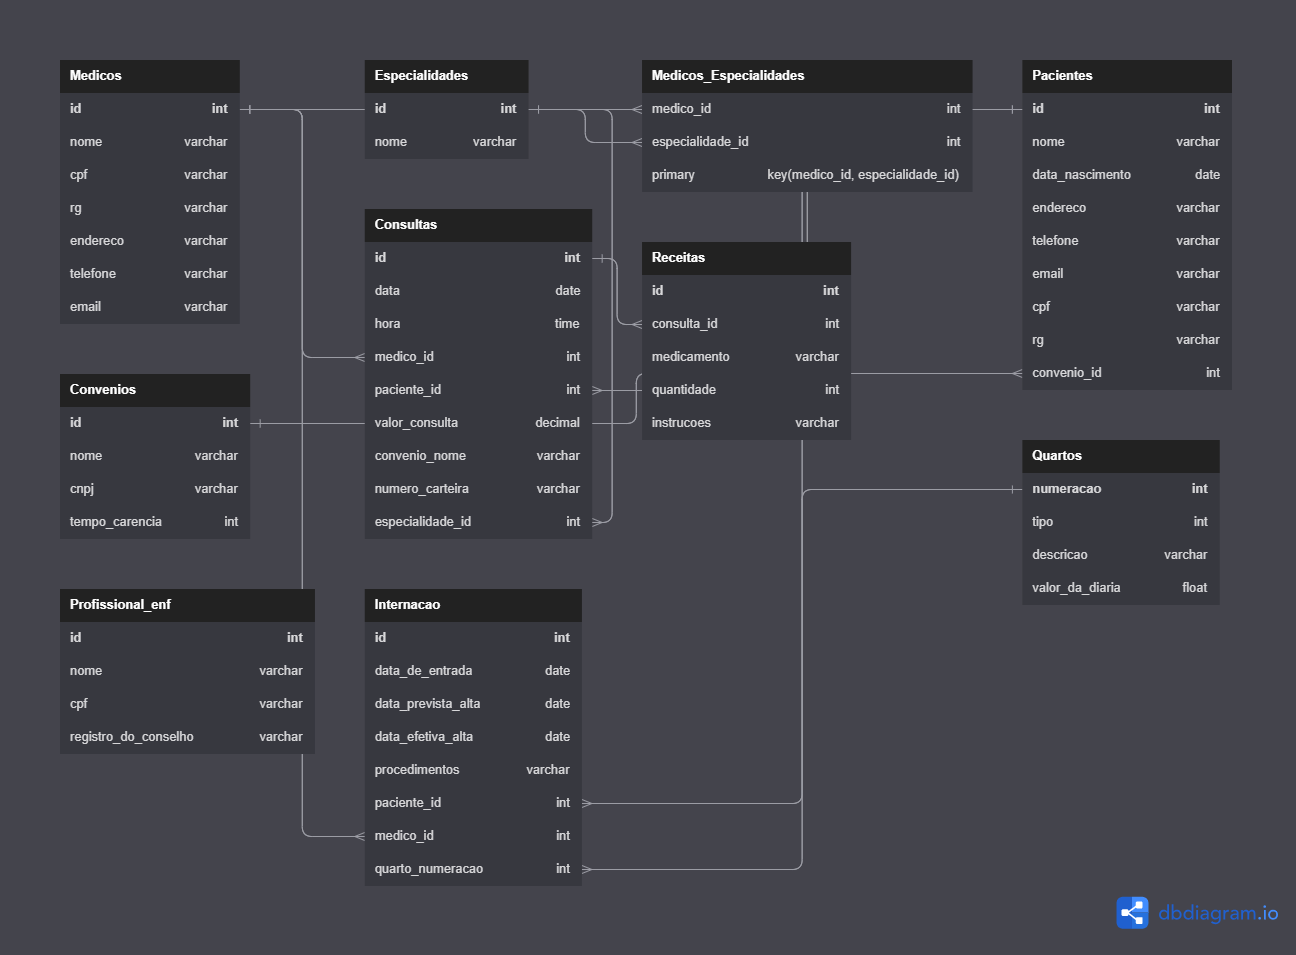 Medicos
id int
nome varchar
cpf varchar
rg varchar
endereco varchar
telefone varchar
email varchar
Especialidades
id int
nome varchar
Medicos_Especialidades
medico_id int
especialidade_id int
primary key(medico_id, especialidade_id)
Pacientes
id int
nome varchar
data_nascimento date
endereco varchar
telefone varchar
email varchar
cpf varchar
rg varchar
convenio_id int
Consultas
id int
data date
hora time
medico_id int
paciente_id int
valor_consulta decimal
convenio_nome varchar
numero_carteira varchar
especialidade_id int
Receitas
id int
consulta_id int
medicamento varchar
quantidade int
instrucoes varchar
Convenios
id int
nome varchar
cnpj varchar
tempo_carencia int
Quartos
numeracao int
tipo int
descricao varchar
valor_da_diaria float
Profissional_enf
id int
nome varchar
cpf varchar
registro_do_conselho varchar
Internacao
id int
data_de_entrada date
data_prevista_alta date
data_efetiva_alta date
procedimentos varchar
paciente_id int
medico_id int
quarto_numeracao int
dbdiagram.io